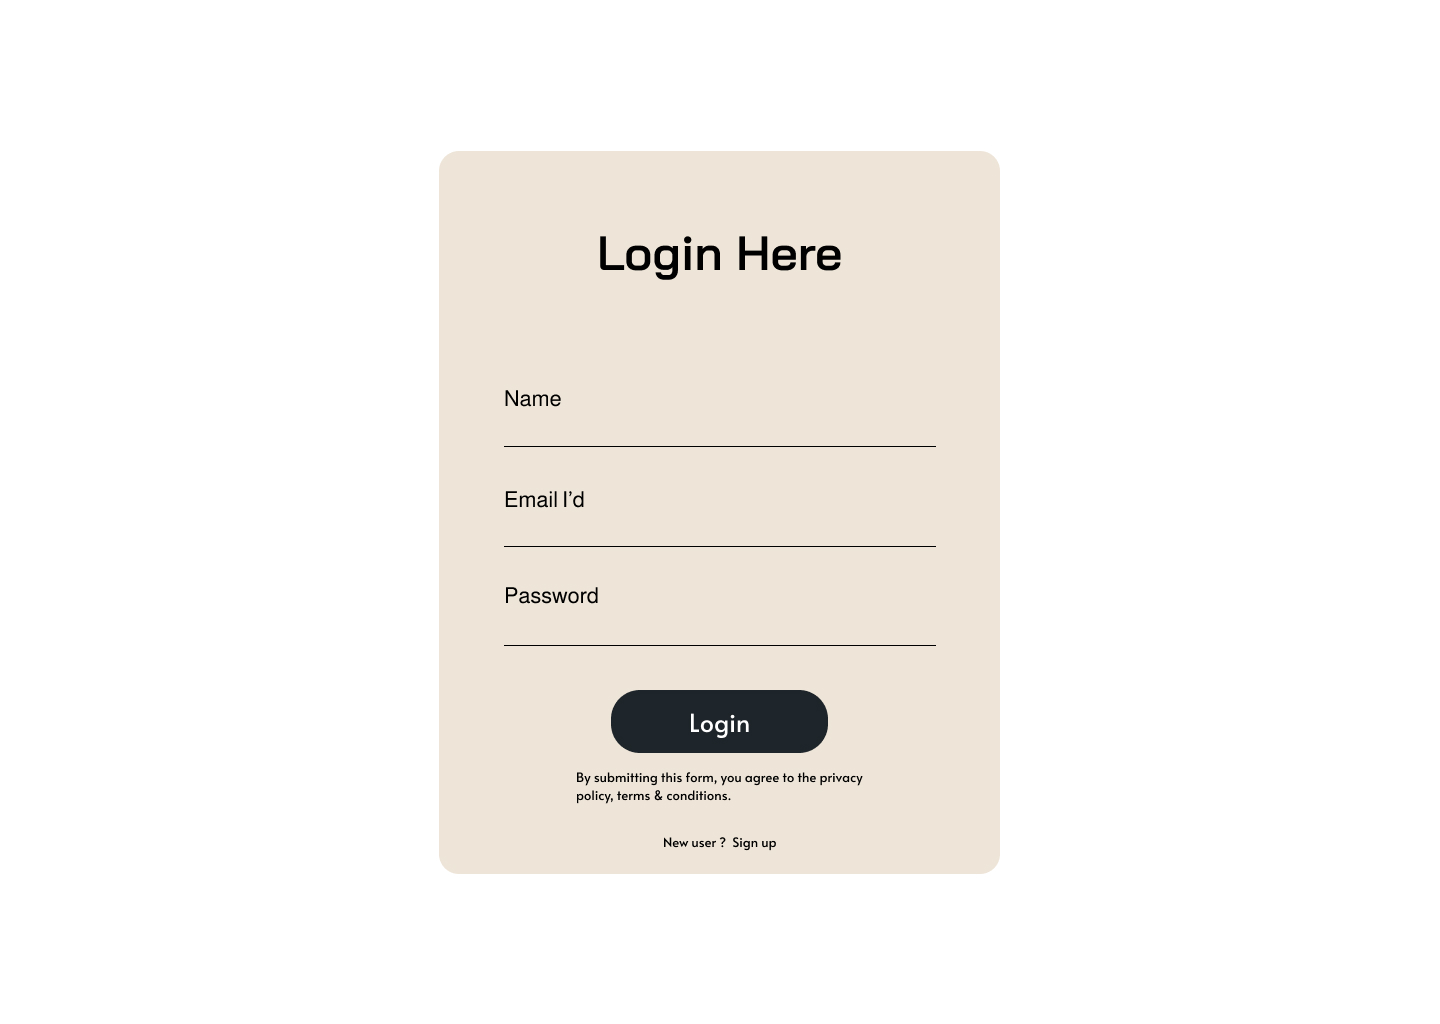 Login Here
Name
Email I’d
Password
Login
By submitting this form, you agree to the privacy
policy, terms & conditions.
New user ?  Sign up